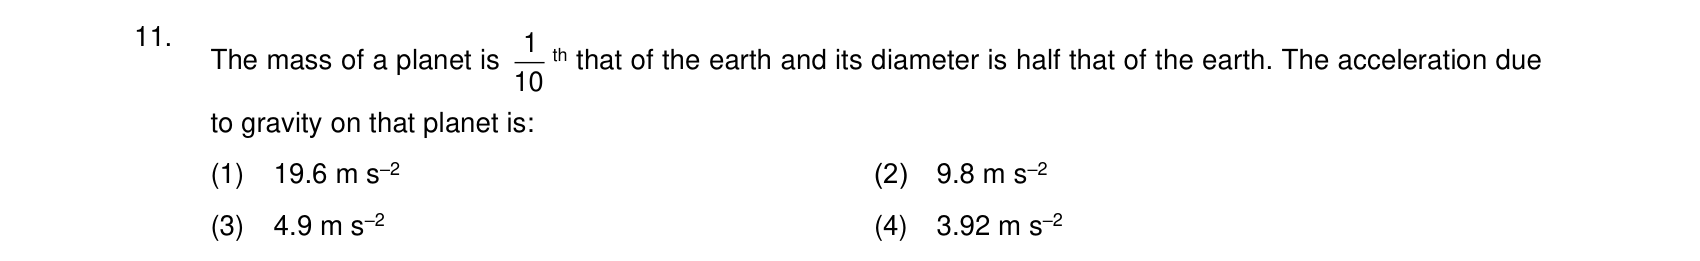 11.
The mass of a planet is 1/10 th that of the earth and its diameter is half that of the earth. The acceleration due
to gravity on that planet is:
(1) 19.6 m s⁻² (2) 9.8 m s⁻²
(3) 4.9 m s⁻² (4) 3.92 m s⁻²